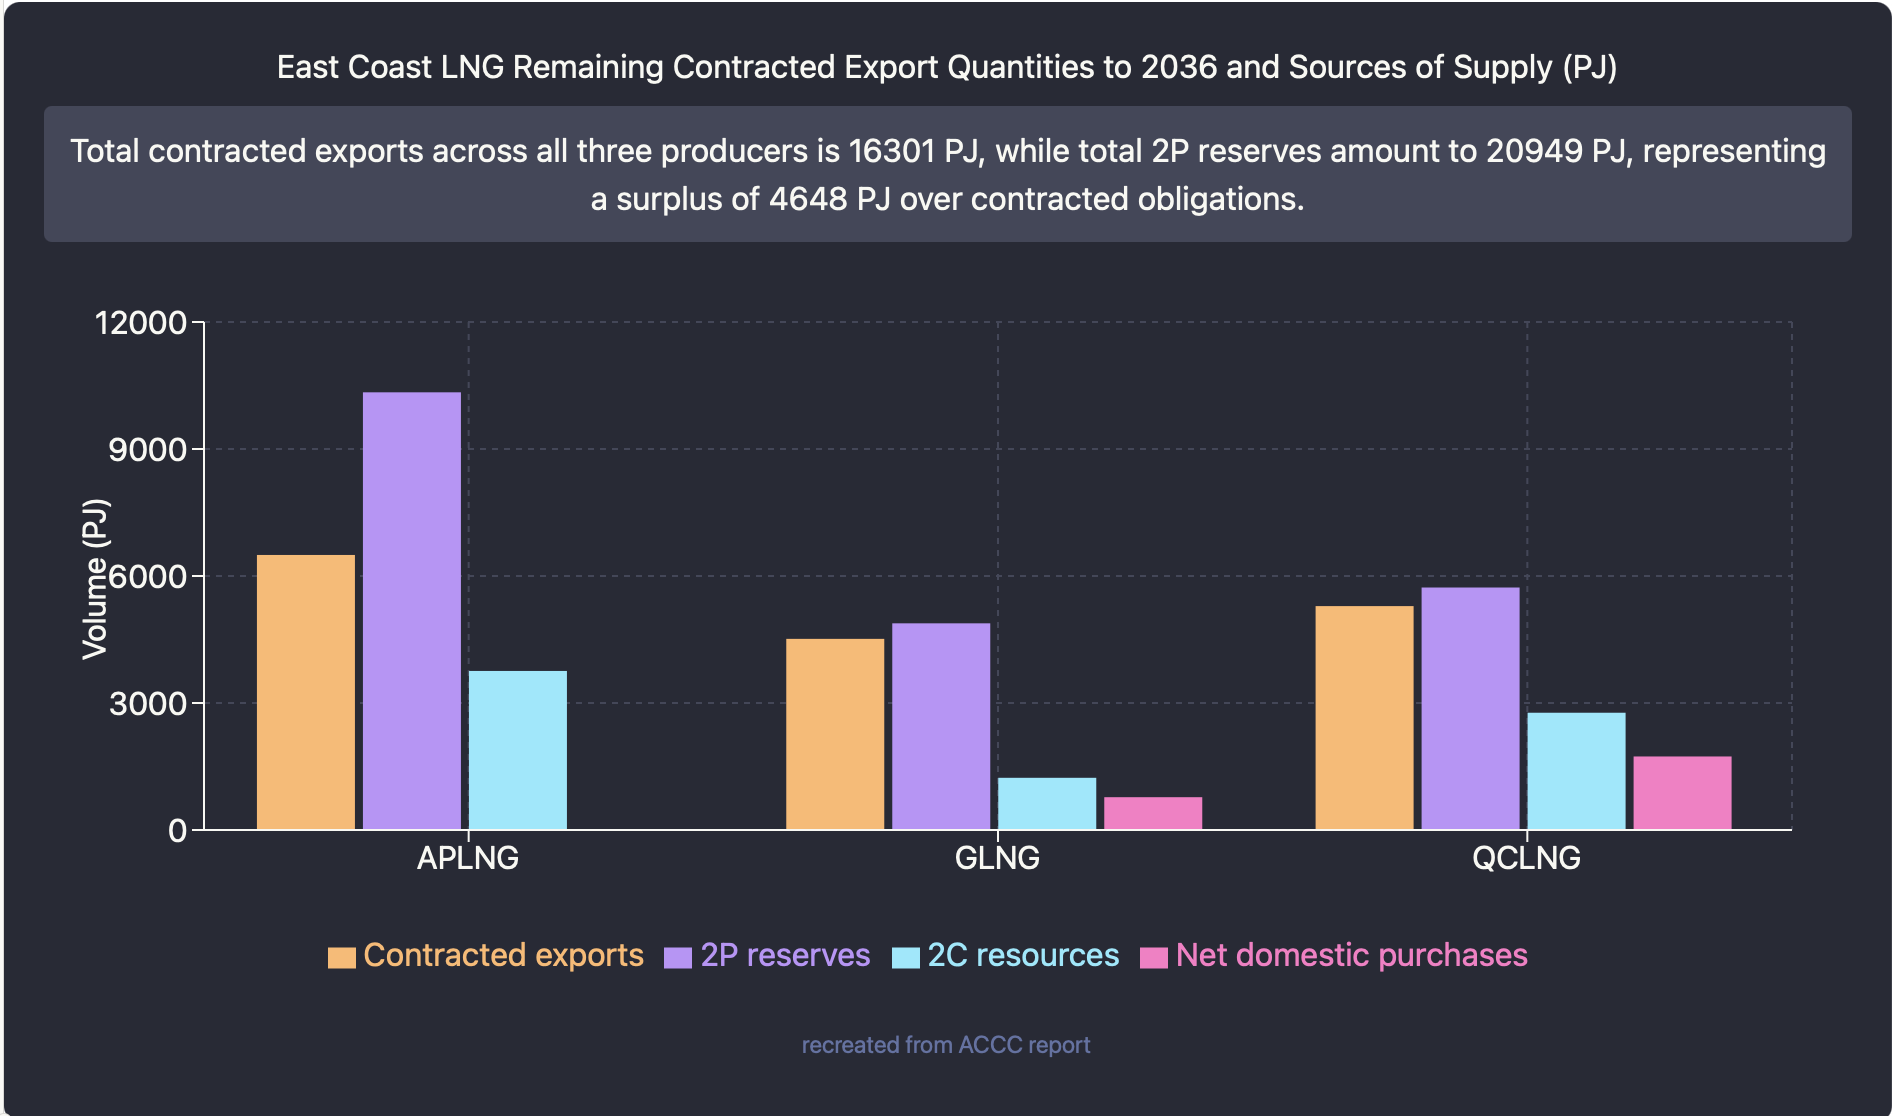 East Coast LNG Remaining Contracted Export Quantities to 2036 and Sources of Supply (PJ)
Total contracted exports across all three producers is 16301 PJ, while total 2P reserves amount to 20949 PJ, representing
a surplus of 4648 PJ over contracted obligations.
12000
9000
6000
3000
0
Volume (PJ)
APLNG GLNG QCLNG
Contracted exports 2P reserves 2C resources Net domestic purchases
recreated from ACCC report